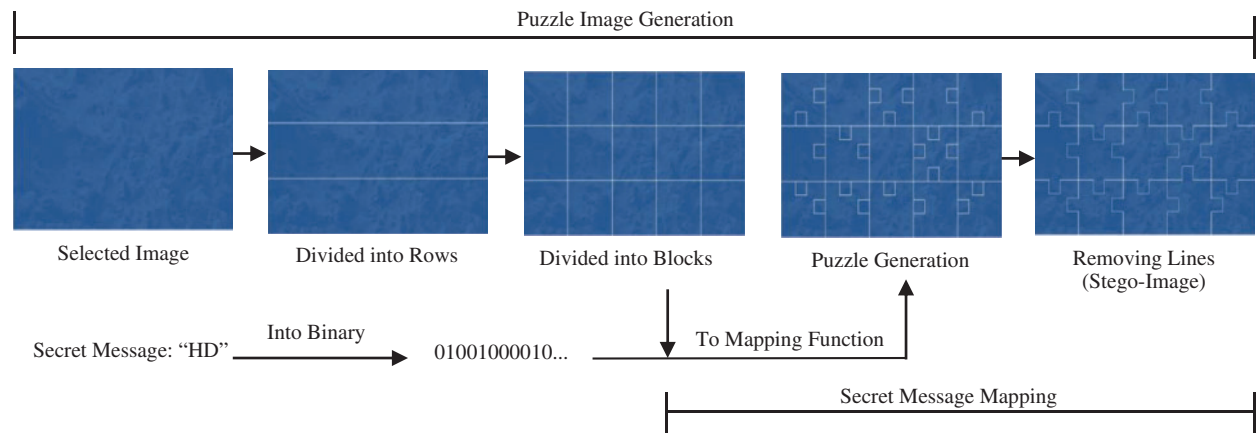 Puzzle Image Generation
Selected Image
Divided into Rows
Divided into Blocks
Puzzle Generation
Removing Lines
(Stego-Image)
Secret Message: “HD”
Into Binary
01001000010...
To Mapping Function
Secret Message Mapping